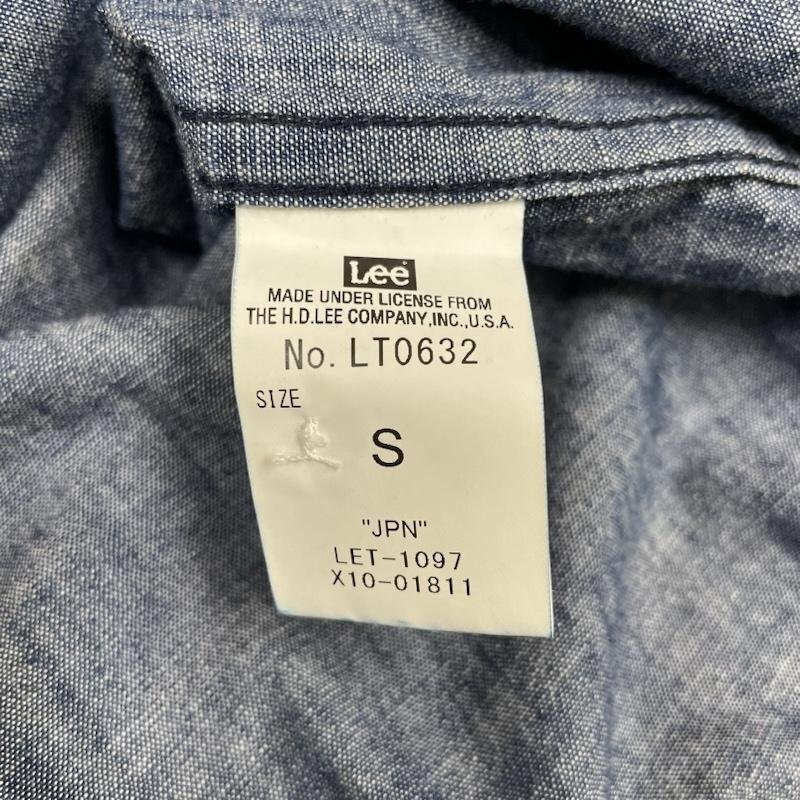 Lee
MADE UNDER LICENSE FROM
THE H.D.LEE COMPANY,INC.,U.S.A.
No. LT0632
SIZE
S
"JPN"
LET-1097
X10-01811